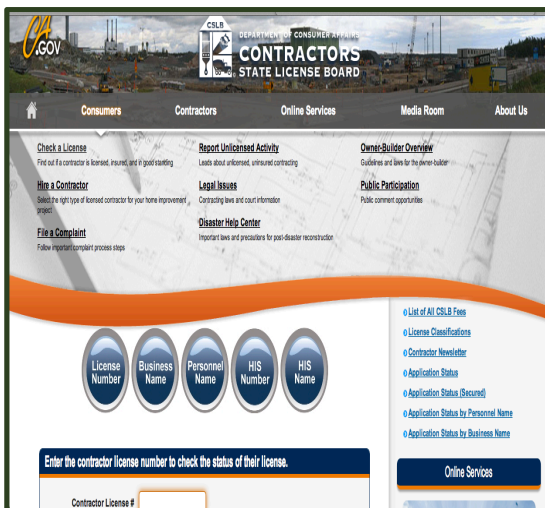 CA
.GOV
CSLB
DEPARTMENT OF CONSUMER AFFAIRS
CONTRACTORS
STATE LICENSE BOARD
Consumers
Contractors
Online Services
Media Room
About Us
Check a License
Find out if a contractor is licensed, insured, and in good standing
Hire a Contractor
Select the right type of licensed contractor for your home improvement
project
File a Complaint
Follow important complaint process steps
Report Unlicensed Activity
Leads about unlicensed, uninsured contracting
Legal Issues
Contracting laws and court information
Disaster Help Center
Important laws and precautions for post-disaster reconstruction
Owner-Builder Overview
Guidelines and laws for the owner-builder
Public Participation
Public comment opportunities
List of All CSLB Fees
License Classifications
Contractor Newsletter
Application Status
Application Status (Secured)
Application Status by Personnel Name
Application Status by Business Name
Online Services
License
Number
Business
Name
Personnel
Name
HIS
Number
HIS
Name
Enter the contractor license number to check the status of their license.
Contractor License #